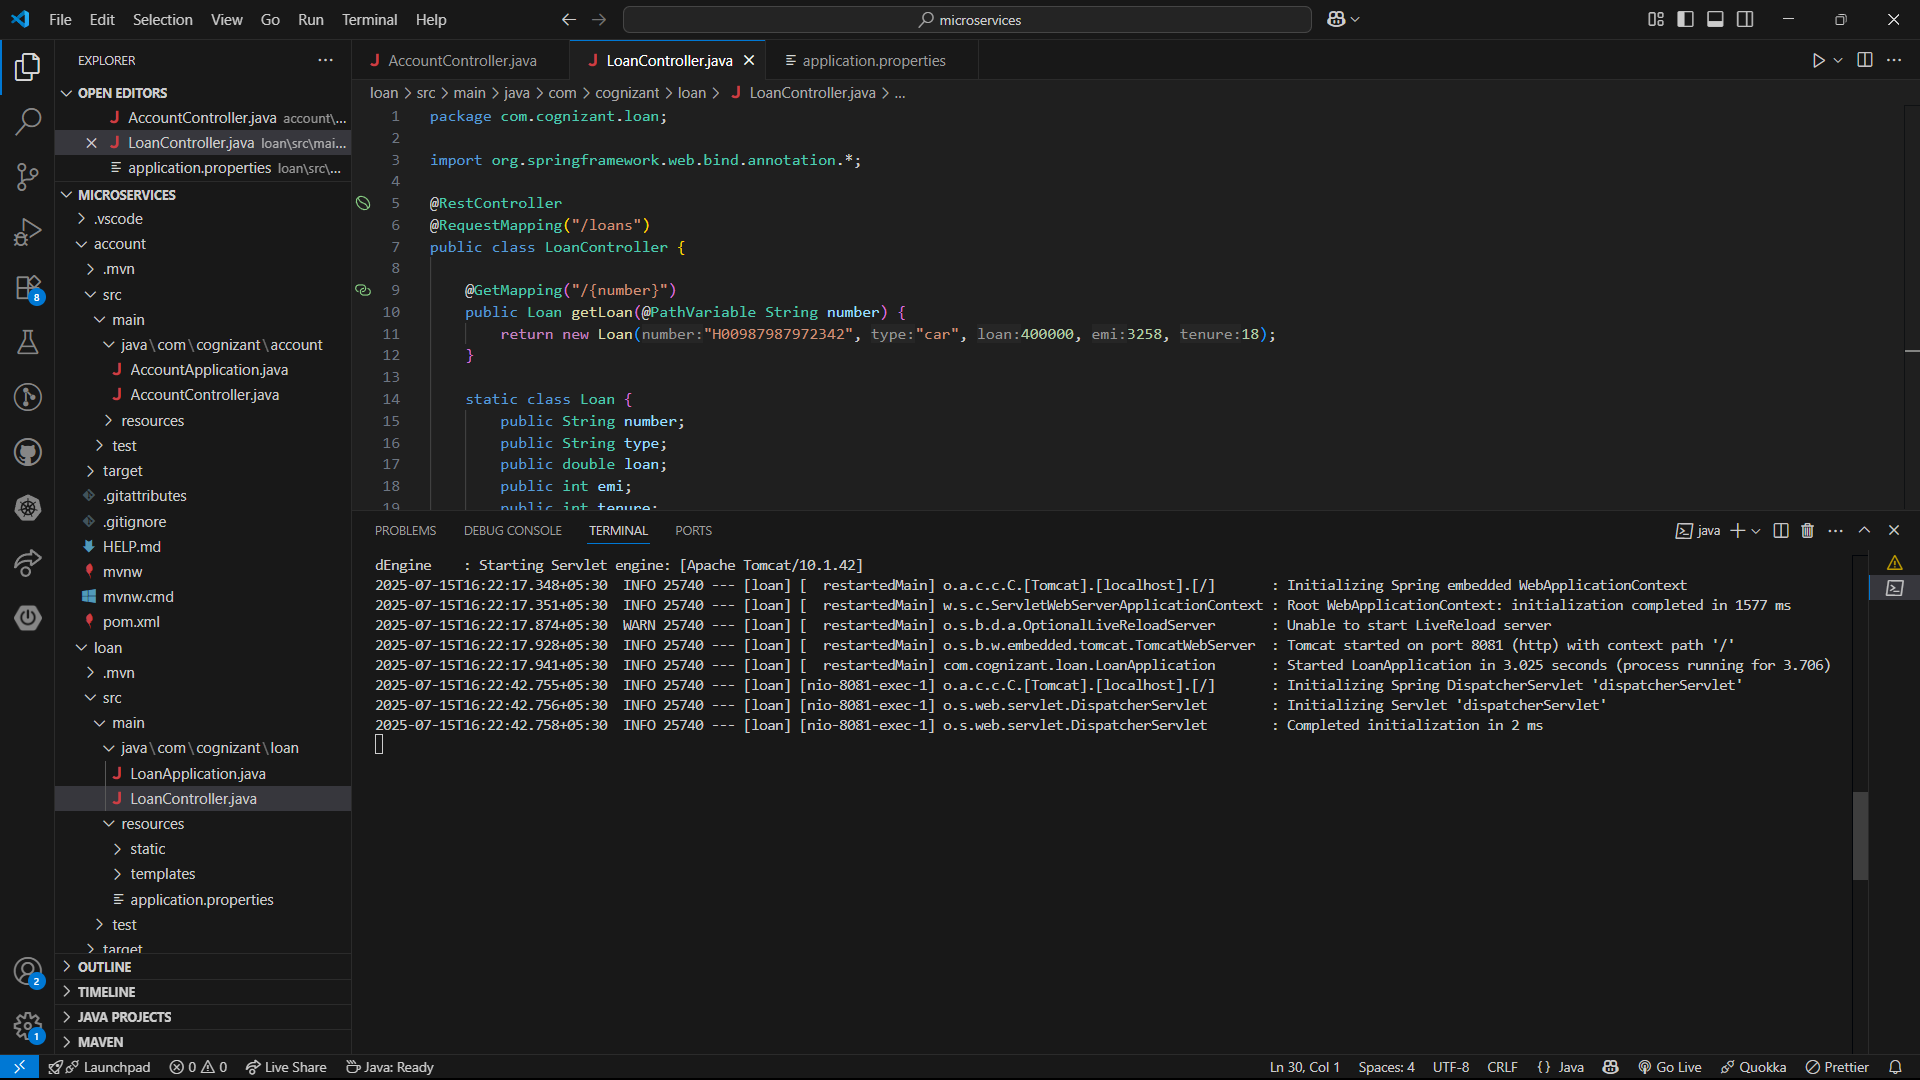 File Edit Selection View Go Run Terminal Help
microservices
EXPLORER
OPEN EDITORS
AccountController.java account\...
LoanController.java loan\src\mai...
application.properties loan\src\...
MICROSERVICES
.vscode
account
.mvn
src
main
java\com\cognizant\account
AccountApplication.java
AccountController.java
resources
test
target
.gitattributes
.gitignore
HELP.md
mvnw
mvnw.cmd
pom.xml
loan
.mvn
src
main
java\com\cognizant\loan
LoanApplication.java
LoanController.java
resources
static
templates
application.properties
test
target
OUTLINE
TIMELINE
JAVA PROJECTS
MAVEN
8
2
1
AccountController.java LoanController.java application.properties
loan > src > main > java > com > cognizant > loan > LoanController.java > ...
1 package com.cognizant.loan;
2
3 import org.springframework.web.bind.annotation.*;
4
5 @RestController
6 @RequestMapping("/loans")
7 public class LoanController {
8
9 @GetMapping("/{number}")
10 public Loan getLoan(@PathVariable String number) {
11 return new Loan(number:"H00987987972342", type:"car", loan:400000, emi:3258, tenure:18);
12 }
13
14 static class Loan {
15 public String number;
16 public String type;
17 public double loan;
18 public int emi;
19 public int tenure;
PROBLEMS DEBUG CONSOLE TERMINAL PORTS
java
dEngine : Starting Servlet engine: [Apache Tomcat/10.1.42]
2025-07-15T16:22:17.348+05:30 INFO 25740 --- [loan] [ restartedMain] o.a.c.c.C.[Tomcat].[localhost].[/] : Initializing Spring embedded WebApplicationContext
2025-07-15T16:22:17.351+05:30 INFO 25740 --- [loan] [ restartedMain] w.s.c.ServletWebServerApplicationContext : Root WebApplicationContext: initialization completed in 1577 ms
2025-07-15T16:22:17.874+05:30 WARN 25740 --- [loan] [ restartedMain] o.s.b.d.a.OptionalLiveReloadServer : Unable to start LiveReload server
2025-07-15T16:22:17.928+05:30 INFO 25740 --- [loan] [ restartedMain] o.s.b.w.embedded.tomcat.TomcatWebServer : Tomcat started on port 8081 (http) with context path '/'
2025-07-15T16:22:17.941+05:30 INFO 25740 --- [loan] [ restartedMain] com.cognizant.loan.LoanApplication : Started LoanApplication in 3.025 seconds (process running for 3.706)
2025-07-15T16:22:42.755+05:30 INFO 25740 --- [loan] [nio-8081-exec-1] o.a.c.c.C.[Tomcat].[localhost].[/] : Initializing Spring DispatcherServlet 'dispatcherServlet'
2025-07-15T16:22:42.756+05:30 INFO 25740 --- [loan] [nio-8081-exec-1] o.s.web.servlet.DispatcherServlet : Initializing Servlet 'dispatcherServlet'
2025-07-15T16:22:42.758+05:30 INFO 25740 --- [loan] [nio-8081-exec-1] o.s.web.servlet.DispatcherServlet : Completed initialization in 2 ms
Launchpad 0 0 Live Share Java: Ready Ln 30, Col 1 Spaces: 4 UTF-8 CRLF {} Java Go Live Quokka Prettier